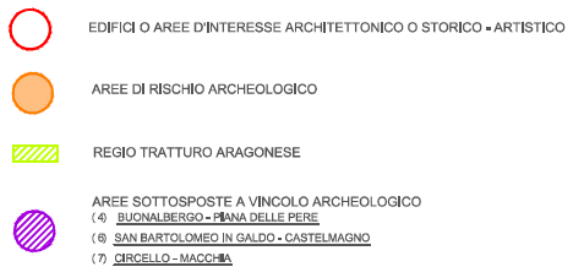 EDIFICI O AREE D'INTERESSE ARCHITETTONICO O STORICO - ARTISTICO
AREE DI RISCHIO ARCHEOLOGICO
REGIO TRATTURO ARAGONESE
AREE SOTTOSPOSTE A VINCOLO ARCHEOLOGICO
(4) BUONALBERGO - PIANA DELLE PERE
(6) SAN BARTOLOMEO IN GALDO - CASTELMAGNO
(7) CIRCELLO - MACCHIA